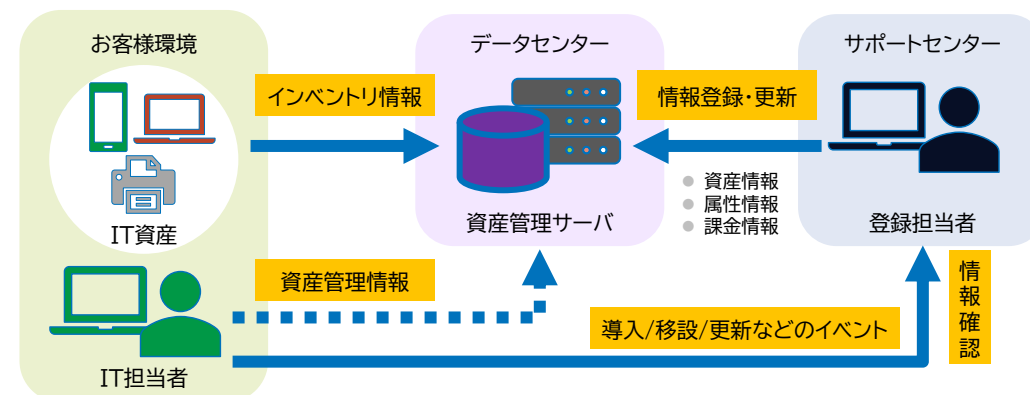 お客様環境
データセンター
サポートセンター
インベントリ情報
情報登録・更新
資産情報
属性情報
課金情報
IT資産
資産管理サーバ
登録担当者
資産管理情報
導入/移設/更新などのイベント
情報確認
IT担当者